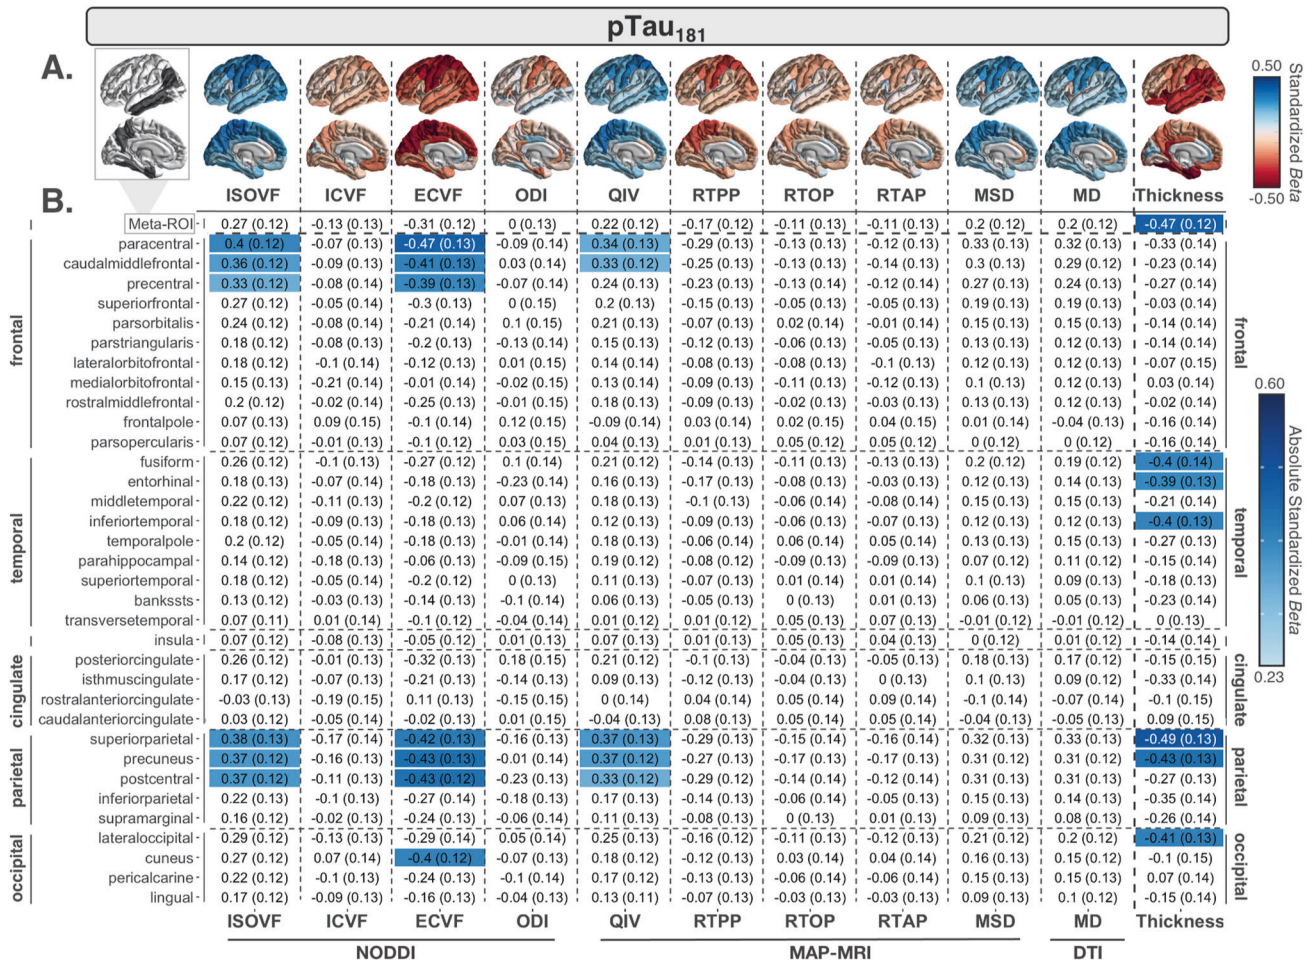 pTau181
A.
0.50
-0.50
Standardized Beta
ISOVF ICVF ECVF ODI QIV RTPP RTOP RTAP MSD MD Thickness
B.
Meta-ROI 0.27 (0.12) -0.13 (0.13) -0.31 (0.12) 0 (0.13) 0.22 (0.12) -0.17 (0.12) -0.11 (0.13) -0.11 (0.13) 0.2 (0.12) 0.2 (0.12) -0.47 (0.12)
frontal
paracentral 0.4 (0.12) -0.07 (0.13) -0.47 (0.13) -0.09 (0.14) 0.34 (0.13) -0.29 (0.13) -0.13 (0.13) -0.12 (0.13) 0.33 (0.13) 0.32 (0.13) -0.33 (0.14)
caudalmiddlefrontal 0.36 (0.12) -0.09 (0.13) -0.41 (0.13) 0.03 (0.14) 0.33 (0.12) -0.25 (0.13) -0.13 (0.13) -0.14 (0.13) 0.3 (0.13) 0.29 (0.12) -0.23 (0.14)
precentral 0.33 (0.12) -0.08 (0.14) -0.39 (0.13) -0.07 (0.14) 0.24 (0.13) -0.23 (0.13) -0.13 (0.14) -0.12 (0.14) 0.27 (0.13) 0.24 (0.13) -0.27 (0.14)
superiorfrontal 0.27 (0.12) -0.05 (0.14) -0.3 (0.13) 0 (0.15) 0.2 (0.13) -0.15 (0.13) -0.05 (0.13) -0.05 (0.13) 0.19 (0.13) 0.19 (0.13) -0.03 (0.14)
parsorbitalis 0.24 (0.12) -0.08 (0.14) -0.21 (0.14) 0.1 (0.15) 0.21 (0.13) -0.07 (0.13) 0.02 (0.14) -0.01 (0.14) 0.15 (0.13) 0.15 (0.13) -0.14 (0.14)
parstriangularis 0.18 (0.12) -0.08 (0.13) -0.2 (0.13) -0.13 (0.14) 0.15 (0.13) -0.12 (0.13) -0.06 (0.13) -0.05 (0.13) 0.13 (0.13) 0.12 (0.13) -0.14 (0.14)
lateralorbitofrontal 0.18 (0.12) -0.1 (0.14) -0.12 (0.13) 0.01 (0.15) 0.14 (0.14) -0.08 (0.13) -0.08 (0.13) -0.1 (0.13) 0.12 (0.13) 0.12 (0.13) -0.07 (0.15)
medialorbitofrontal 0.15 (0.13) -0.21 (0.14) -0.01 (0.14) -0.02 (0.15) 0.13 (0.14) -0.09 (0.13) -0.11 (0.13) -0.12 (0.13) 0.1 (0.13) 0.12 (0.13) 0.03 (0.14)
rostralmiddlefrontal 0.2 (0.12) -0.02 (0.14) -0.25 (0.13) -0.01 (0.15) 0.18 (0.13) -0.09 (0.13) -0.02 (0.13) -0.03 (0.13) 0.13 (0.13) 0.12 (0.13) -0.02 (0.14)
frontalpole 0.07 (0.13) 0.09 (0.15) -0.1 (0.14) 0.12 (0.15) -0.09 (0.14) 0.03 (0.14) 0.02 (0.15) 0.04 (0.15) 0.01 (0.14) -0.04 (0.13) -0.16 (0.14)
parsopercularis 0.07 (0.12) -0.01 (0.13) -0.1 (0.12) 0.03 (0.15) 0.04 (0.13) 0.01 (0.13) 0.05 (0.12) 0.05 (0.12) 0 (0.12) 0 (0.12) -0.16 (0.14)
frontal
temporal
fusiform 0.26 (0.12) -0.1 (0.13) -0.27 (0.12) 0.1 (0.14) 0.21 (0.12) -0.14 (0.13) -0.11 (0.13) -0.13 (0.13) 0.2 (0.12) 0.19 (0.12) -0.4 (0.14)
entorhinal 0.18 (0.13) -0.07 (0.14) -0.18 (0.13) -0.23 (0.14) 0.16 (0.13) -0.17 (0.13) -0.08 (0.13) -0.03 (0.13) 0.12 (0.13) 0.14 (0.13) -0.39 (0.13)
middletemporal 0.22 (0.12) -0.11 (0.13) -0.2 (0.12) 0.07 (0.13) 0.18 (0.13) -0.1 (0.13) -0.06 (0.14) -0.08 (0.14) 0.15 (0.13) 0.15 (0.13) -0.21 (0.14)
inferiortemporal 0.18 (0.12) -0.09 (0.13) -0.18 (0.13) 0.06 (0.14) 0.12 (0.13) -0.09 (0.13) -0.06 (0.13) -0.07 (0.13) 0.12 (0.13) 0.12 (0.13) -0.4 (0.13)
temporalpole 0.2 (0.12) -0.05 (0.14) -0.18 (0.13) -0.01 (0.14) 0.18 (0.13) -0.06 (0.14) 0.06 (0.14) 0.05 (0.14) 0.13 (0.13) 0.14 (0.13) -0.27 (0.13)
parahippocampal 0.14 (0.12) -0.18 (0.13) -0.06 (0.13) -0.09 (0.15) 0.19 (0.12) -0.08 (0.12) -0.09 (0.13) -0.09 (0.13) 0.07 (0.12) 0.11 (0.12) -0.15 (0.14)
superiortemporal 0.18 (0.12) -0.05 (0.14) -0.2 (0.12) 0 (0.13) 0.11 (0.13) -0.07 (0.13) 0.01 (0.14) 0.01 (0.14) 0.1 (0.13) 0.09 (0.13) -0.18 (0.13)
bankssts 0.13 (0.12) -0.03 (0.13) -0.14 (0.13) -0.1 (0.14) 0.06 (0.13) -0.05 (0.13) 0 (0.13) 0.01 (0.13) 0.06 (0.13) 0.05 (0.13) -0.23 (0.14)
transversetemporal 0.07 (0.11) 0.01 (0.14) -0.1 (0.12) -0.04 (0.14) 0.01 (0.12) 0.01 (0.12) 0.05 (0.13) 0.07 (0.13) -0.01 (0.12) -0.01 (0.12) 0 (0.13)
temporal
insula 0.07 (0.12) -0.08 (0.13) -0.05 (0.12) 0.01 (0.13) 0.07 (0.13) 0.01 (0.13) 0.05 (0.13) 0.04 (0.13) 0 (0.12) 0.01 (0.12) -0.14 (0.14)
cingulate
posteriorcingulate 0.26 (0.12) -0.01 (0.13) -0.32 (0.13) 0.18 (0.15) 0.21 (0.12) -0.1 (0.13) -0.04 (0.13) -0.05 (0.13) 0.18 (0.13) 0.17 (0.12) -0.15 (0.15)
isthmuscingulate 0.17 (0.12) -0.07 (0.13) -0.21 (0.13) -0.13 (0.14) 0.09 (0.13) -0.12 (0.13) -0.04 (0.13) 0 (0.13) 0.1 (0.13) 0.09 (0.12) -0.33 (0.14)
rostralanteriorcingulate -0.03 (0.13) -0.19 (0.15) 0.11 (0.13) -0.15 (0.15) 0 (0.14) 0.04 (0.14) 0.05 (0.14) 0.09 (0.14) -0.1 (0.14) -0.07 (0.14) -0.1 (0.15)
caudalanteriorcingulate 0.03 (0.12) -0.05 (0.14) -0.02 (0.13) 0.01 (0.15) -0.04 (0.13) 0.08 (0.13) 0.05 (0.14) 0.05 (0.14) -0.04 (0.13) -0.05 (0.13) 0.09 (0.15)
cingulate
parietal
superiorparietal 0.38 (0.13) -0.17 (0.14) -0.42 (0.13) -0.16 (0.13) 0.37 (0.13) -0.29 (0.13) -0.15 (0.14) -0.16 (0.14) 0.32 (0.13) 0.33 (0.13) -0.49 (0.13)
precuneus 0.37 (0.12) -0.16 (0.13) -0.43 (0.13) -0.01 (0.14) 0.37 (0.12) -0.27 (0.13) -0.17 (0.13) -0.17 (0.13) 0.31 (0.12) 0.31 (0.12) -0.43 (0.13)
postcentral 0.37 (0.12) -0.11 (0.13) -0.43 (0.12) -0.23 (0.13) 0.33 (0.12) -0.29 (0.12) -0.14 (0.14) -0.12 (0.14) 0.31 (0.13) 0.31 (0.13) -0.27 (0.13)
inferiorparietal 0.22 (0.13) -0.1 (0.13) -0.27 (0.14) -0.18 (0.13) 0.17 (0.13) -0.14 (0.13) -0.06 (0.14) -0.05 (0.13) 0.15 (0.13) 0.14 (0.13) -0.35 (0.14)
supramarginal 0.16 (0.12) -0.02 (0.13) -0.24 (0.13) -0.06 (0.14) 0.11 (0.13) -0.08 (0.13) 0 (0.13) 0.01 (0.13) 0.09 (0.13) 0.08 (0.13) -0.26 (0.14)
parietal
occipital
lateraloccipital 0.29 (0.12) -0.13 (0.13) -0.29 (0.14) 0.05 (0.14) 0.25 (0.13) -0.16 (0.12) -0.11 (0.13) -0.12 (0.13) 0.21 (0.12) 0.2 (0.12) -0.41 (0.13)
cuneus 0.27 (0.12) 0.07 (0.14) -0.4 (0.12) -0.07 (0.13) 0.18 (0.12) -0.12 (0.13) 0.03 (0.14) 0.04 (0.14) 0.16 (0.13) 0.15 (0.12) -0.1 (0.15)
pericalcarine 0.22 (0.12) -0.1 (0.13) -0.24 (0.13) -0.1 (0.14) 0.17 (0.12) -0.13 (0.13) -0.06 (0.14) -0.06 (0.14) 0.15 (0.13) 0.15 (0.13) 0.07 (0.14)
lingual 0.17 (0.12) -0.09 (0.13) -0.16 (0.13) -0.04 (0.13) 0.13 (0.11) -0.07 (0.13) -0.03 (0.13) -0.03 (0.13) 0.09 (0.13) 0.1 (0.12) -0.15 (0.14)
occipital
0.60
0.23
Absolute Standardized Beta
ISOVF ICVF ECVF ODI QIV RTPP RTOP RTAP MSD MD Thickness
NODDI MAP-MRI DTI